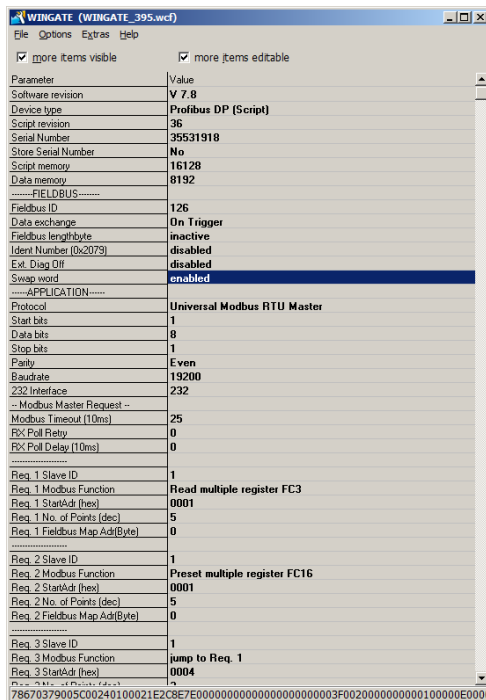 WINGATE (WINGATE_395.wcf)
File Options Extras Help
more items visible more items editable
Parameter Value
Software revision V 7.8
Device type Profibus DP (Script)
Script revision 36
Serial Number 35531918
Store Serial Number No
Script memory 16128
Data memory 8192
--------FIELDBUS--------
Fieldbus ID 126
Data exchange On Trigger
Fieldbus lengthbyte inactive
Ident Number (0x2079) disabled
Ext. Diag Off disabled
Swap word enabled
------APPLICATION------
Protocol Universal Modbus RTU Master
Start bits 1
Data bits 8
Stop bits 1
Parity Even
Baudrate 19200
232 Interface 232
-- Modbus Master Request --
Modbus Timeout (10ms) 25
RX Poll Retry 0
RX Poll Delay (10ms) 0
---------------------
Req. 1 Slave ID 1
Req. 1 Modbus Function Read multiple register FC3
Req. 1 StartAdr (hex) 0001
Req. 1 No. of Points (dec) 5
Req. 1 Fieldbus Map Adr(Byte) 0
---------------------
Req. 2 Slave ID 1
Req. 2 Modbus Function Preset multiple register FC16
Req. 2 StartAdr (hex) 0001
Req. 2 No. of Points (dec) 5
Req. 2 Fieldbus Map Adr(Byte) 0
---------------------
Req. 3 Slave ID 1
Req. 3 Modbus Function jump to Req. 1
Req. 3 StartAdr (hex) 0004